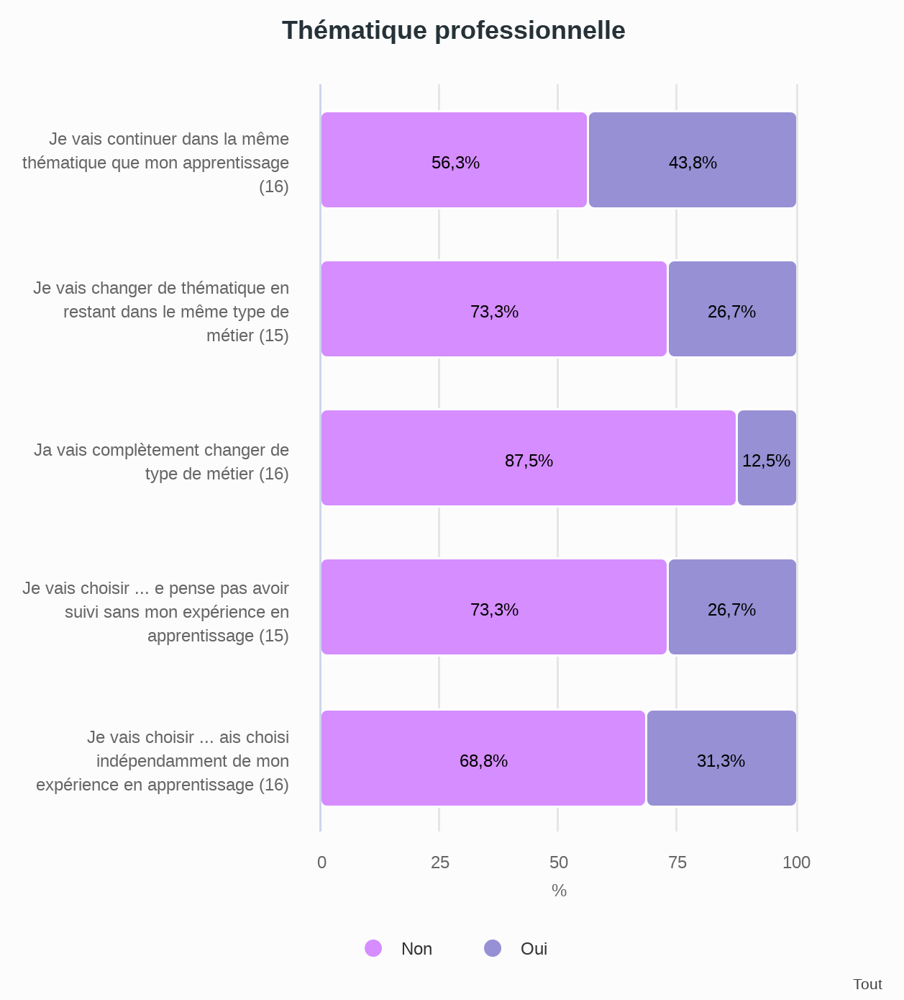 Thématique professionnelle
Je vais continuer dans la même
thématique que mon apprentissage
(16)
56,3%
43,8%
Je vais changer de thématique en
restant dans le même type de
métier (15)
73,3%
26,7%
Ja vais complètement changer de
type de métier (16)
87,5%
12,5%
Je vais choisir ... e pense pas avoir
suivi sans mon expérience en
apprentissage (15)
73,3%
26,7%
Je vais choisir ... ais choisi
indépendamment de mon
expérience en apprentissage (16)
68,8%
31,3%
0 25 50 75 100
%
Non Oui
Tout